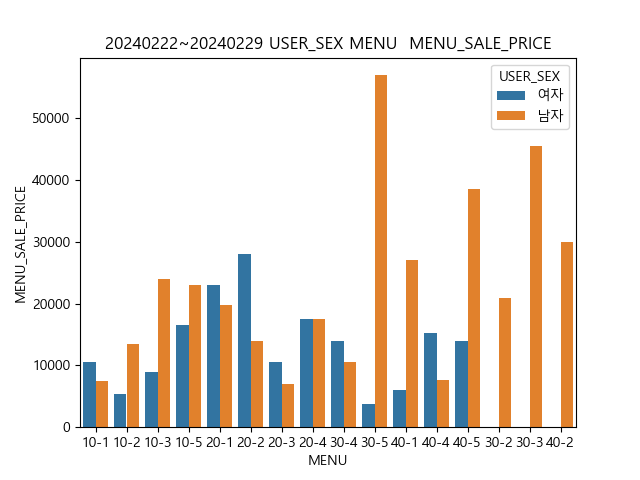 20240222~20240229 USER_SEX MENU  MENU_SALE_PRICE
USER_SEX
여자
남자
MENU_SALE_PRICE
50000
40000
30000
20000
10000
0
10-1 10-2 10-3 10-5 20-1 20-2 20-3 20-4 30-4 30-5 40-1 40-4 40-5 30-2 30-3 40-2
MENU